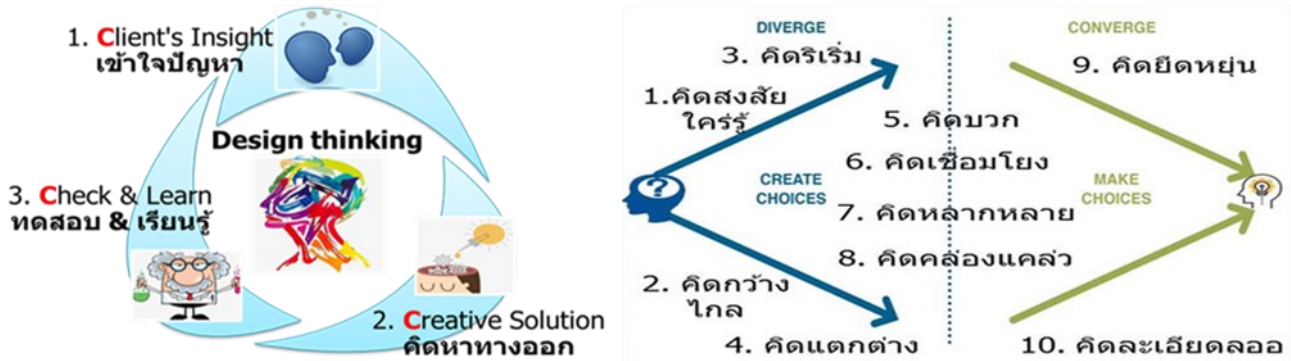 1. Client's Insight
เข้าใจปัญหา
Design thinking
3. Check & Learn
ทดสอบ & เรียนรู้
2. Creative Solution
คิดหาทางออก
DIVERGE
CONVERGE
3. คิดริเริ่ม
9. คิดยืดหยุ่น
1.คิดสงสัย
ใคร่รู้
5. คิดบวก
6. คิดเชื่อมโยง
?
CREATE
CHOICES
MAKE
CHOICES
7. คิดหลากหลาย
8. คิดคล่องแคล่ว
2. คิดกว้าง
ไกล
4. คิดแตกต่าง
10. คิดละเอียดลออ